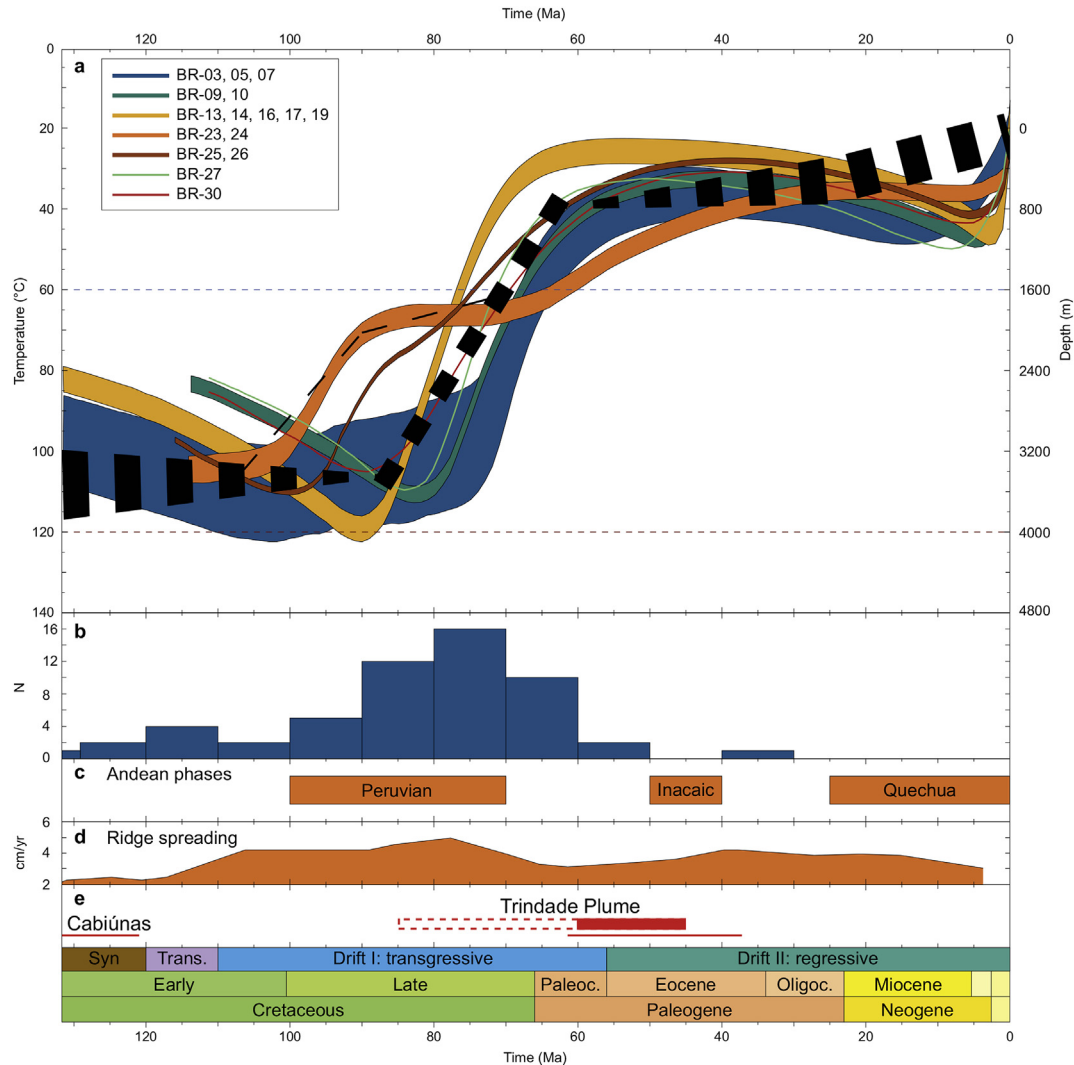 Time (Ma)
120 100 80 60 40 20 0
a
BR-03, 05, 07
BR-09, 10
BR-13, 14, 16, 17, 19
BR-23, 24
BR-25, 26
BR-27
BR-30
Temperature (°C)
0
20
40
60
80
100
120
140
Depth (m)
0
800
1600
2400
3200
4000
4800
b
N
16
12
8
4
0
c Andean phases
Peruvian Inacaic Quechua
d Ridge spreading
cm/yr
6
4
2
e
Trindade Plume
Cabiúnas
Syn Trans. Drift I: transgressive Drift II: regressive
Early Late Paleoc. Eocene Oligoc. Miocene
Cretaceous Paleogene Neogene
120 100 80 60 40 20 0
Time (Ma)